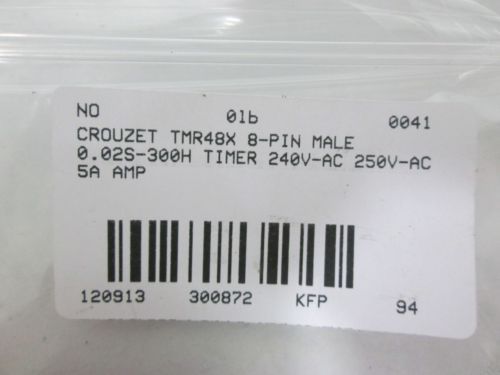 NO 01b 0041
CROUZET TMR48X 8-PIN MALE
0.02S-300H TIMER 240V-AC 250V-AC
5A AMP
120913 300872 KFP 94